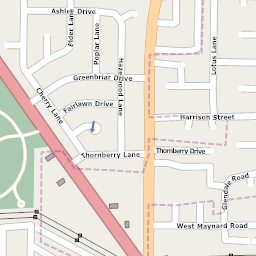 Ashley Drive
Elder Lane
Poplar Lane
Hazelwood Lane
Lotus Lane
Greenbriar Drive
Cherry Lane
Fairlawn Drive
Harrison Street
Thornberry Lane
Thornberry Drive
Glendale Road
West Maynard Road